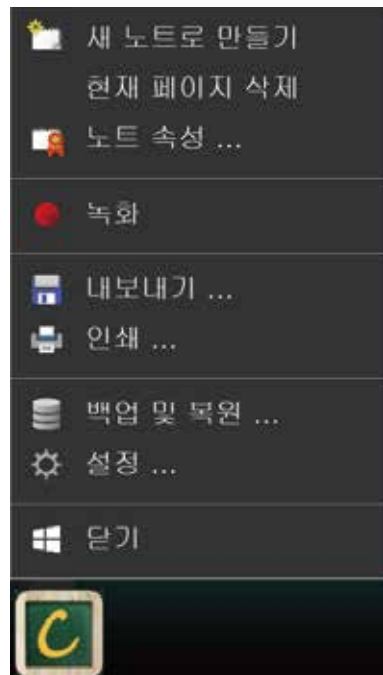 새 노트로 만들기
현재 페이지 삭제
노트 속성 ...
녹화
내보내기 ...
인쇄 ...
백업 및 복원 ...
설정 ...
닫기
C